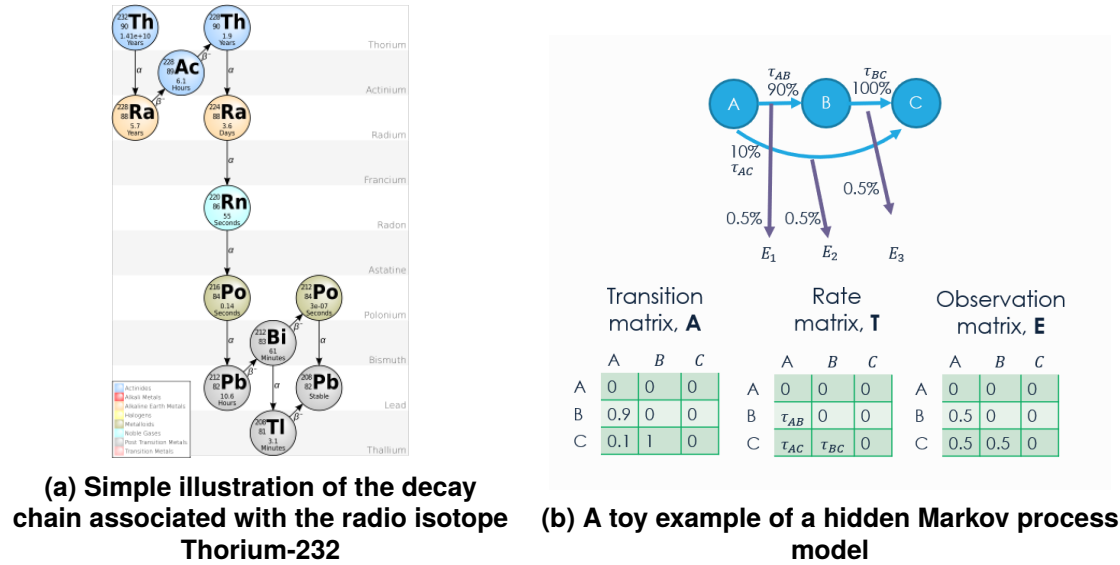 232
90
Th
1.41e+10
Years
228
90
Th
1.9
Years
Thorium
α
β⁻
α
228
89
Ac
6.1
Hours
Actinium
β⁻
228
88
Ra
5.7
Years
224
88
Ra
3.6
Days
Radium
α
Francium
220
86
Rn
55
Seconds
Radon
α
Astatine
216
84
Po
0.14
Seconds
212
84
Po
3e-07
Seconds
Polonium
α
β⁻
α
212
83
Bi
61
Minutes
Bismuth
β⁻
212
82
Pb
10.6
Hours
α
208
82
Pb
Stable
Lead
β⁻
208
81
Tl
3.1
Minutes
Thallium
Actinides
Alkali Metals
Alkaline Earth Metals
Halogens
Metalloids
Noble Gases
Post Transition Metals
Transition Metals
(a) Simple illustration of the decay
chain associated with the radio isotope
Thorium-232
τAB τBC
90% 100%
A B C
10%
τAC
0.5%
0.5% 0.5%
E1 E2 E3
Transition
matrix, A
A B C
A 0 0 0
B 0.9 0 0
C 0.1 1 0
Rate
matrix, T
A B C
A 0 0 0
B τAB 0 0
C τAC τBC 0
Observation
matrix, E
A B C
A 0 0 0
B 0.5 0 0
C 0.5 0.5 0
(b) A toy example of a hidden Markov process
model